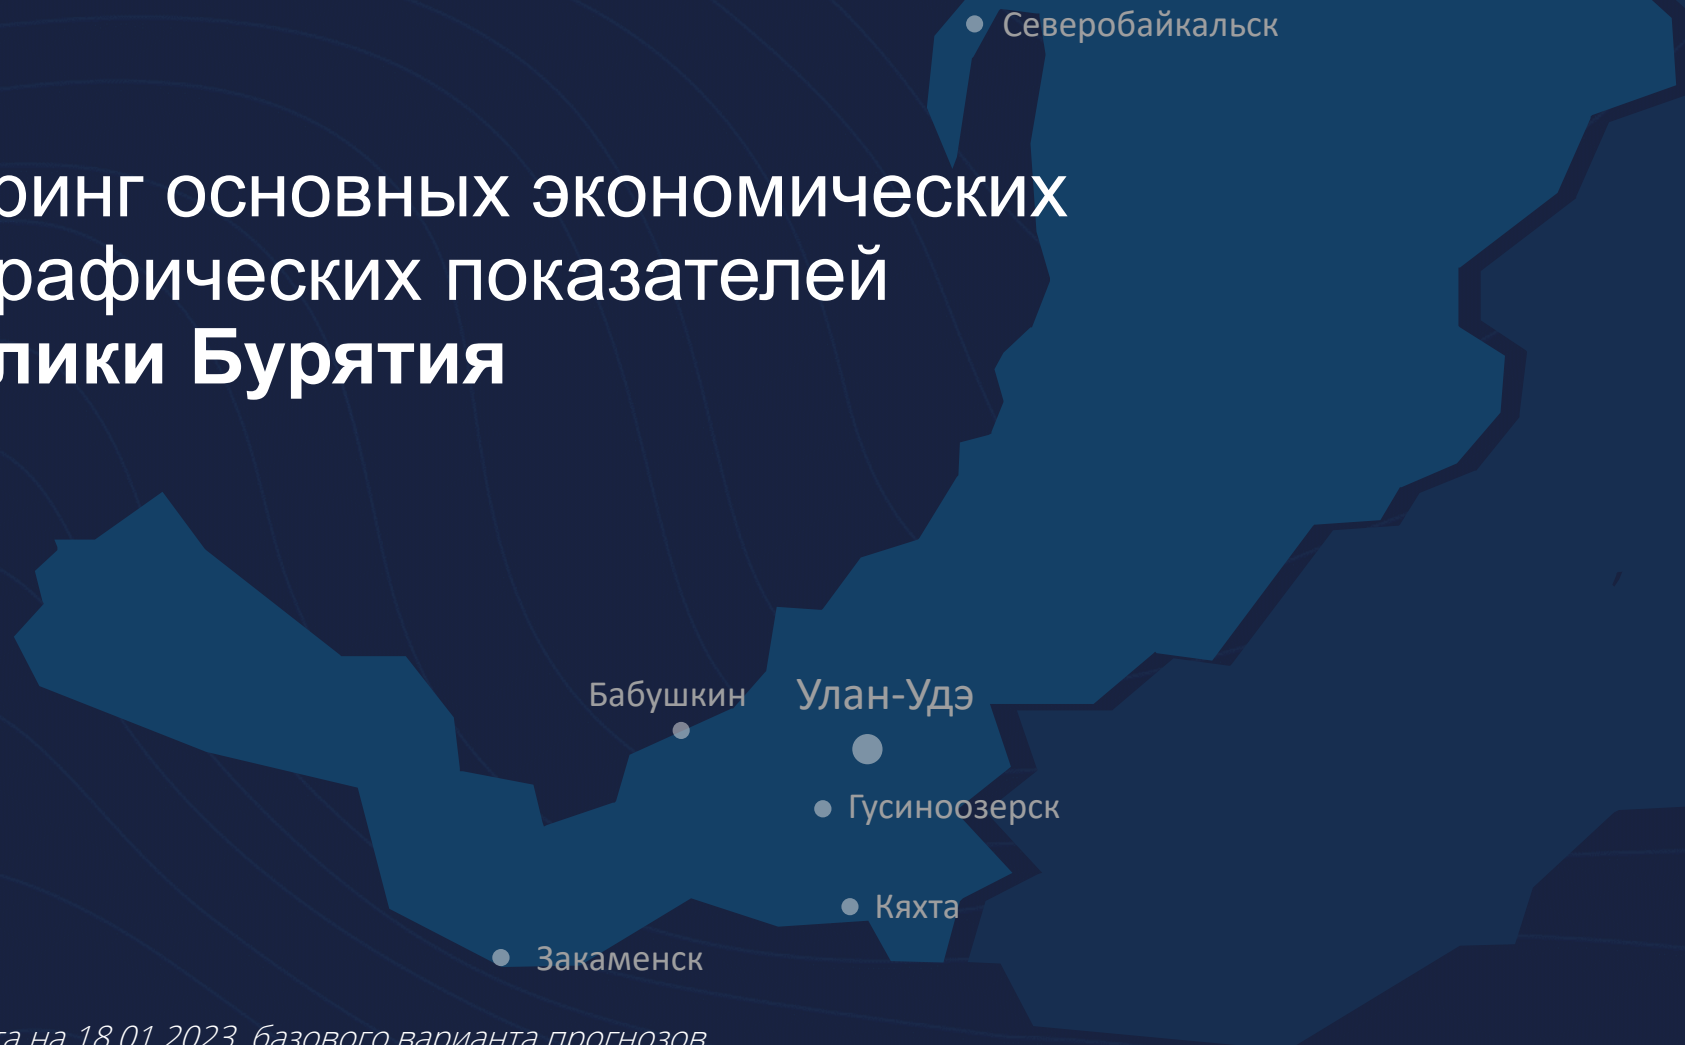 Северобайкальск
ринг основных экономических
рафических показателей
лики Бурятия
Бабушкин
Улан-Удэ
Гусиноозерск
Кяхта
Закаменск
та на 18.01.2023, базового варианта прогнозов